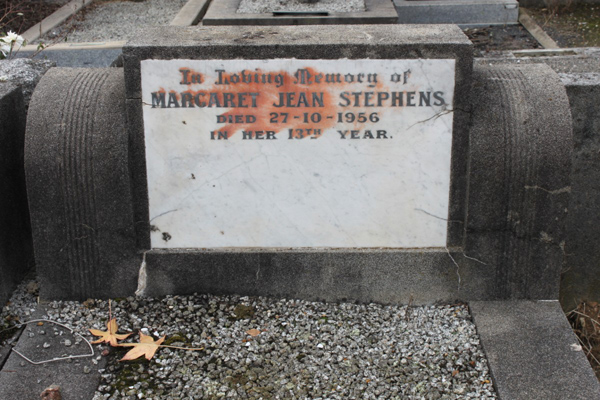 In Loving Memory of
MARGARET JEAN STEPHENS,
DIED 27-10-1956
IN HER 13TH YEAR.